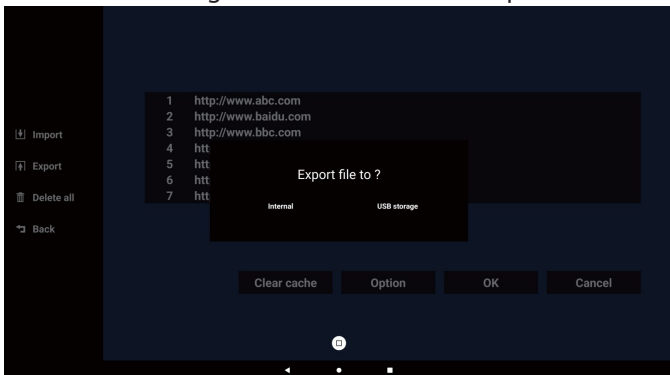 1 http://www.abc.com
2 http://www.baidu.com
3 http://www.bbc.com
4 htt
5 htt
6 htt
7 htt
Import
Export
Delete all
Back
Export file to ?
Internal USB storage
Clear cache Option OK Cancel